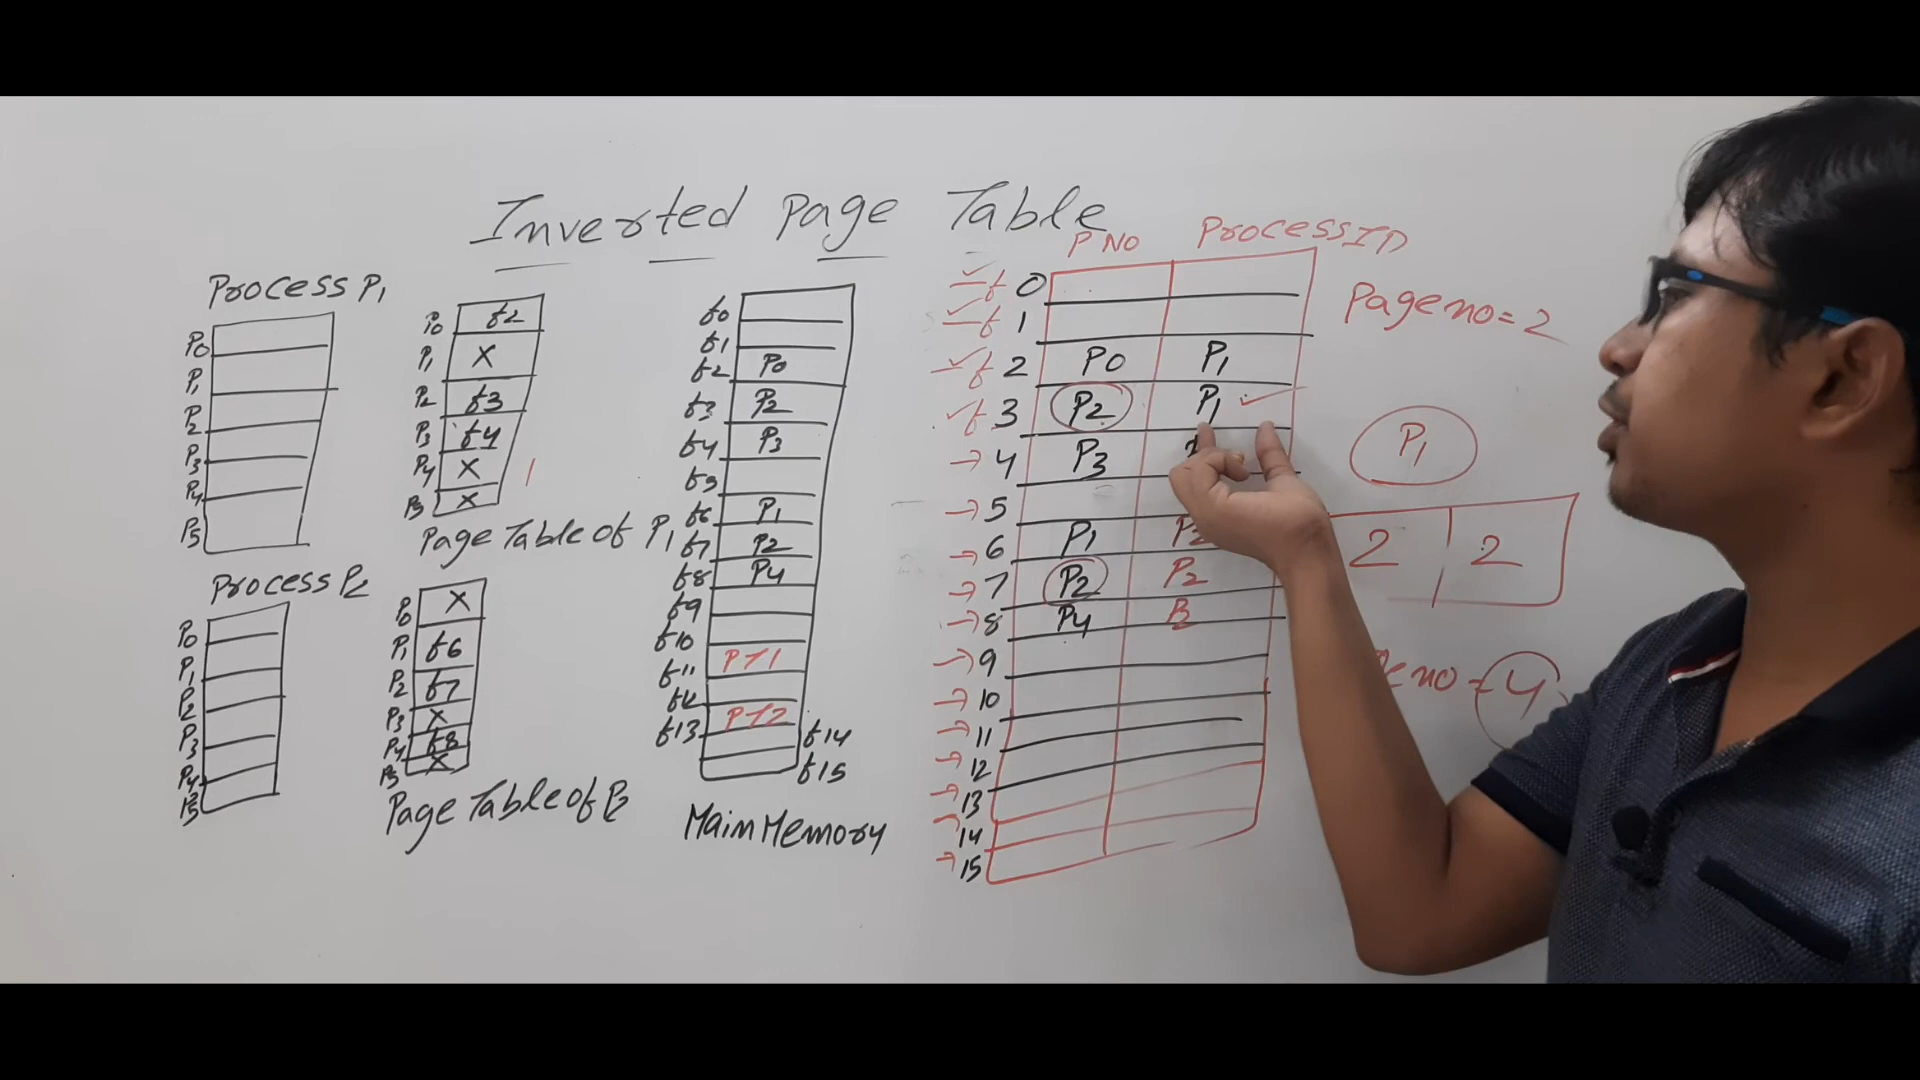 Inverted Page Table
Process P1
P0
P1
P2
P3
P4
P5
P0 f2
P1 X
P2 f3
P3 f4
P4 X
P5 X
Page Table of P1
Process P2
P0
P1
P2
P3
P4
P5
P0 X
P1 f6
P2 f7
P3 X
P4 f8
P5 X
Page Table of P2
f0
f1
f2 P0
f3 P2
f4 P3
f5
f6 P1
f7 P2
f8 P4
f9
f10
f11 PT1
f12
f13 PT2
f14
f15
Main Memory
P NO Process ID
f 0
f 1
f 2 P0 P1
f 3 P2 P1
4 P3
5
6 P1 P2
7 P2 P2
8 P4 P2
9
10
11
12
13
14
15
Page no = 2
P1
2 2
no = 4